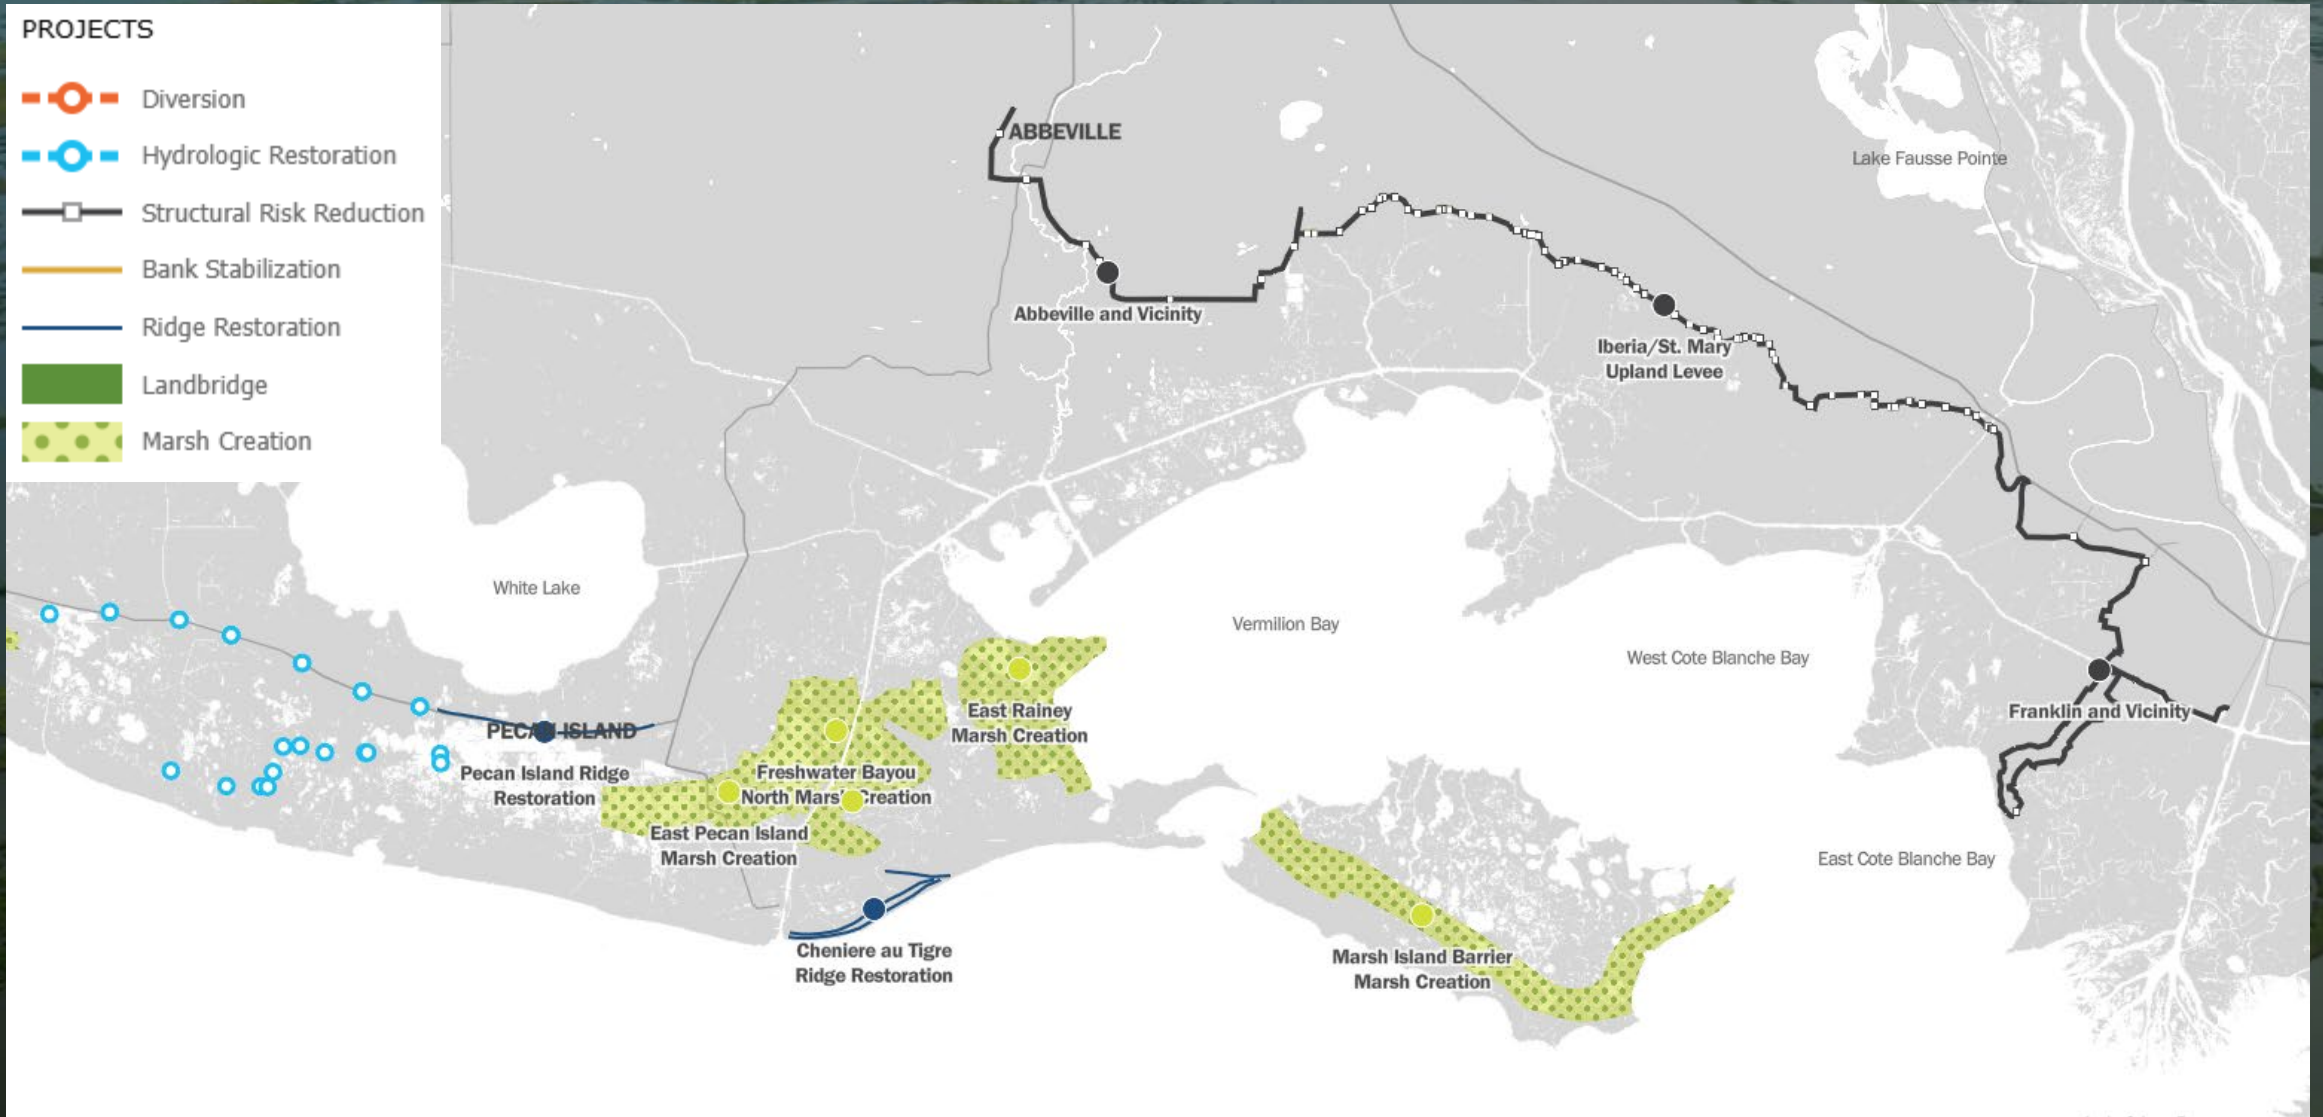 PROJECTS
Diversion
Hydrologic Restoration
Structural Risk Reduction
Bank Stabilization
Ridge Restoration
Landbridge
Marsh Creation
ABBEVILLE
Lake Fausse Pointe
Abbeville and Vicinity
Iberia/St. Mary
Upland Levee
White Lake
Vermilion Bay
West Cote Blanche Bay
PECAN ISLAND
Pecan Island Ridge
Restoration
East Rainey
Marsh Creation
Franklin and Vicinity
Freshwater Bayou
North Marsh Creation
East Pecan Island
Marsh Creation
East Cote Blanche Bay
Cheniere au Tigre
Ridge Restoration
Marsh Island Barrier
Marsh Creation